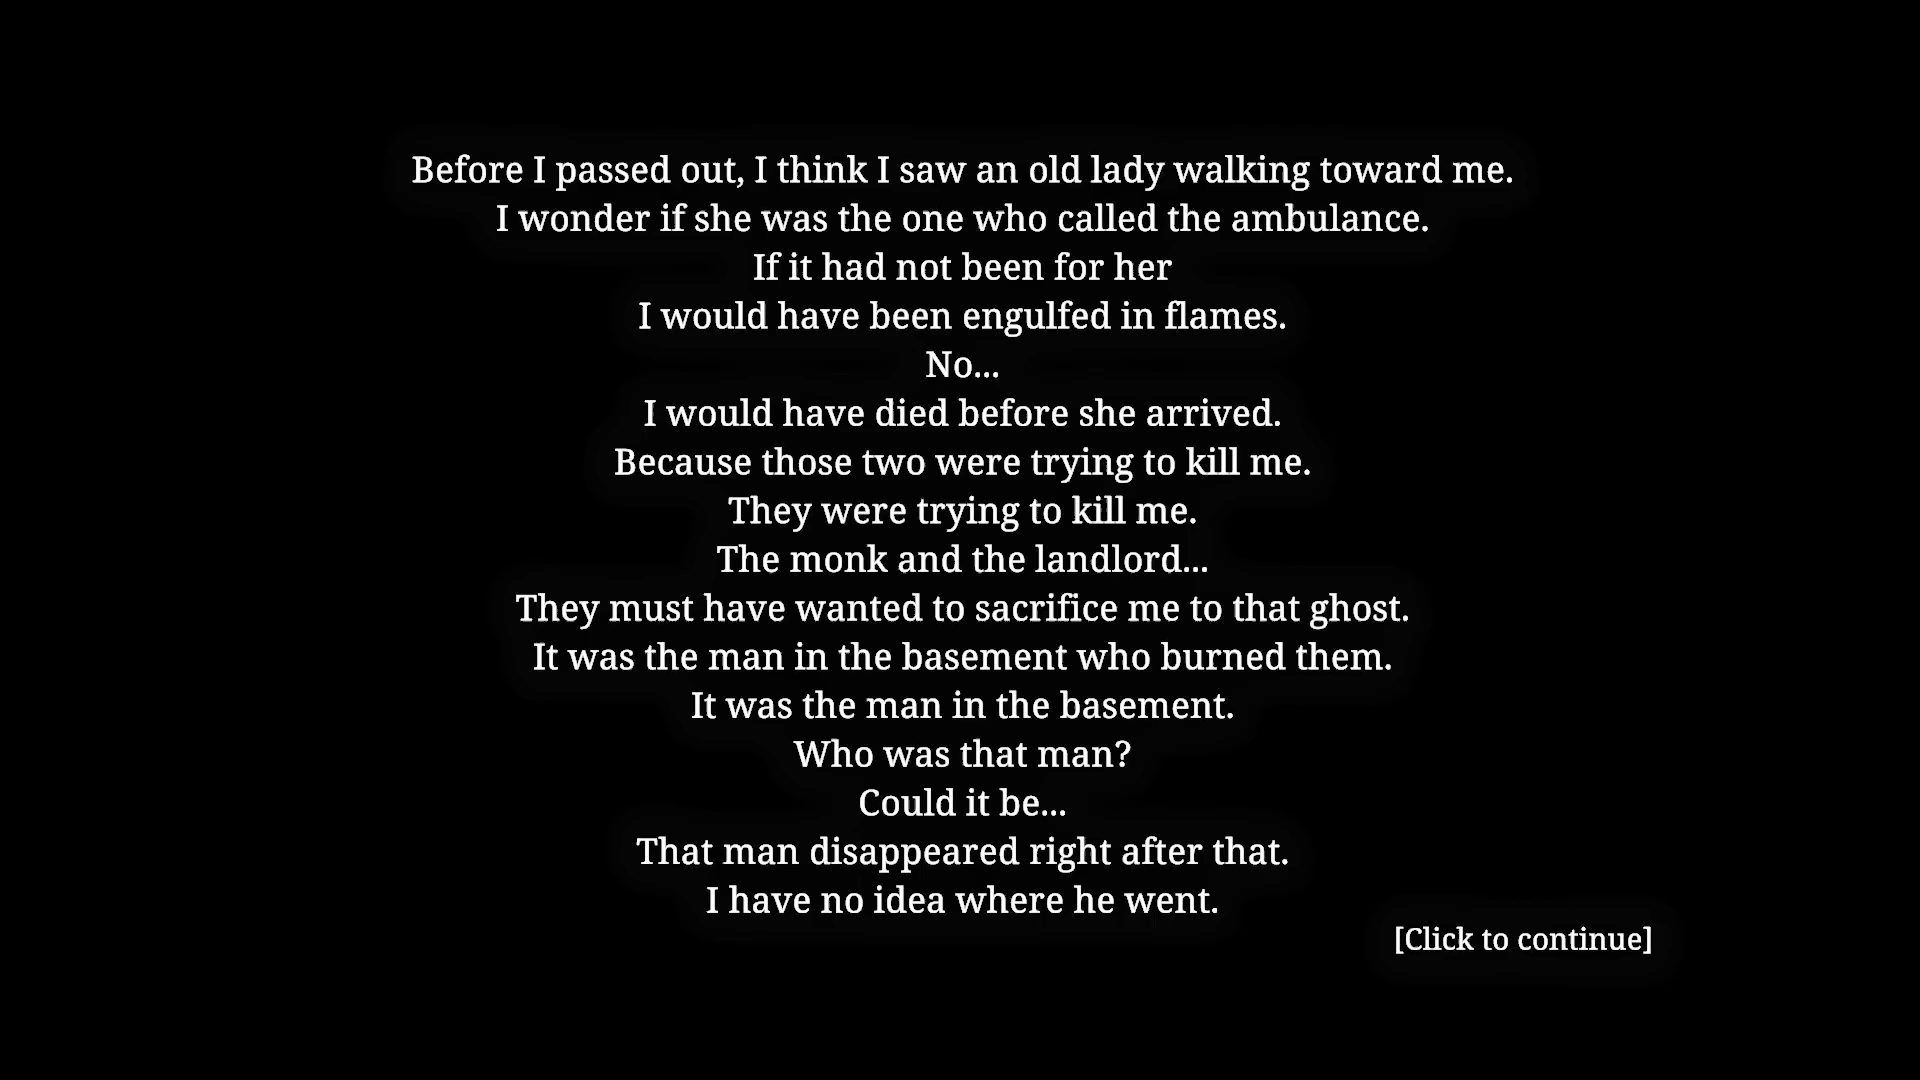 Before I passed out, I think I saw an old lady walking toward me.
I wonder if she was the one who called the ambulance.
If it had not been for her
I would have been engulfed in flames.
No...
I would have died before she arrived.
Because those two were trying to kill me.
They were trying to kill me.
The monk and the landlord...
They must have wanted to sacrifice me to that ghost.
It was the man in the basement who burned them.
It was the man in the basement.
Who was that man?
Could it be...
That man disappeared right after that.
I have no idea where he went.
[Click to continue]